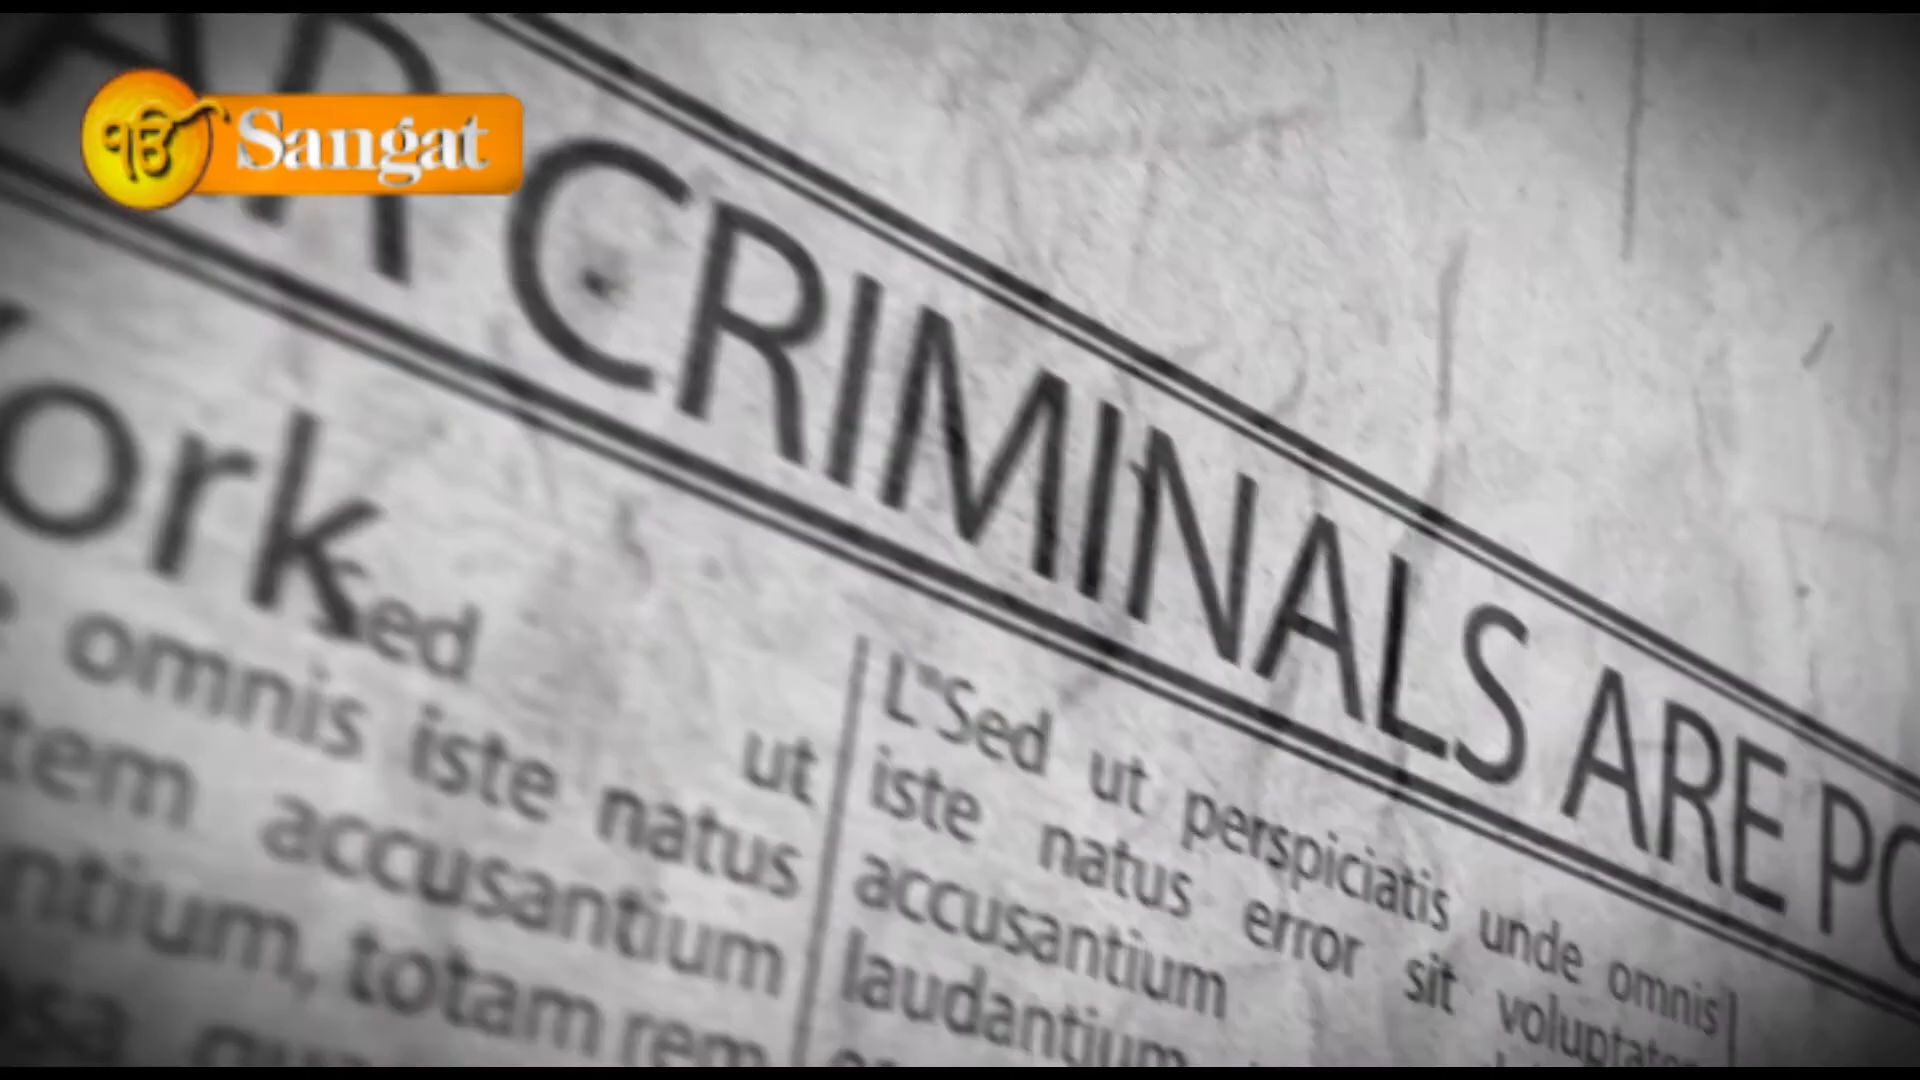 ੴ Sangat
CRIMINALS ARE
ork
ed
omnis iste natus ut
tem accusantium
ntium, totam rem
L"Sed ut perspiciatis unde omnis
iste natus error sit
accusantium
laudantium